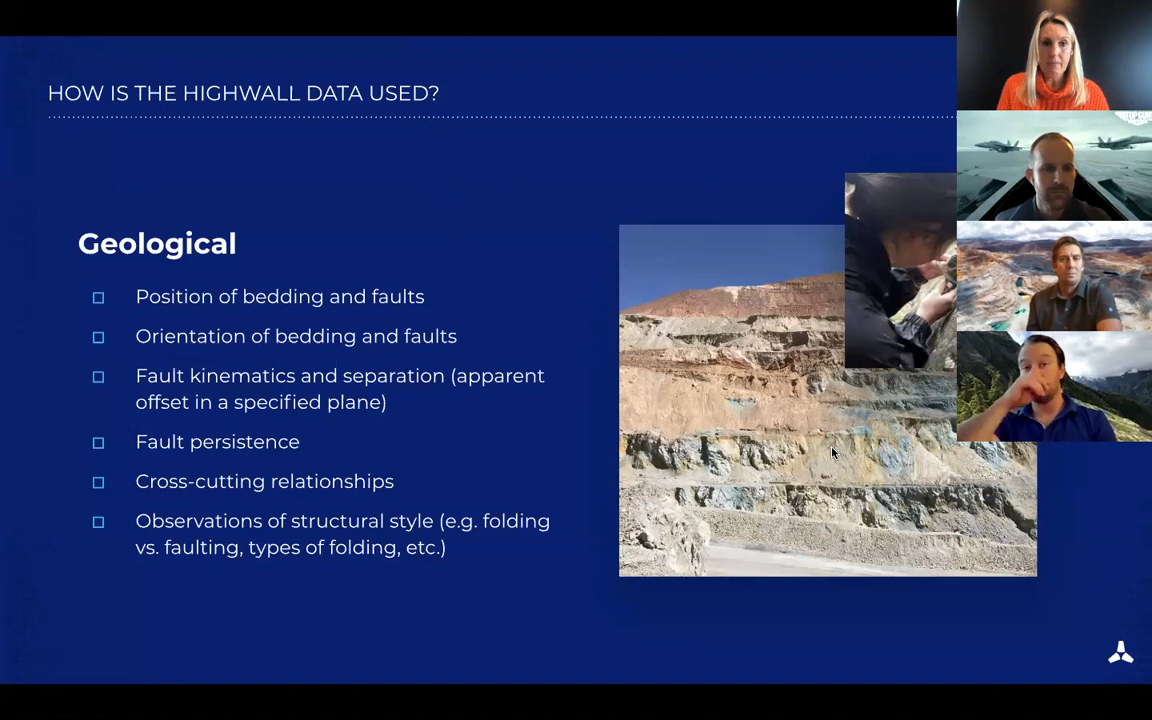 HOW IS THE HIGHWALL DATA USED?
Geological
Position of bedding and faults
Orientation of bedding and faults
Fault kinematics and separation (apparent
offset in a specified plane)
Fault persistence
Cross-cutting relationships
Observations of structural style (e.g. folding
vs. faulting, types of folding, etc.)